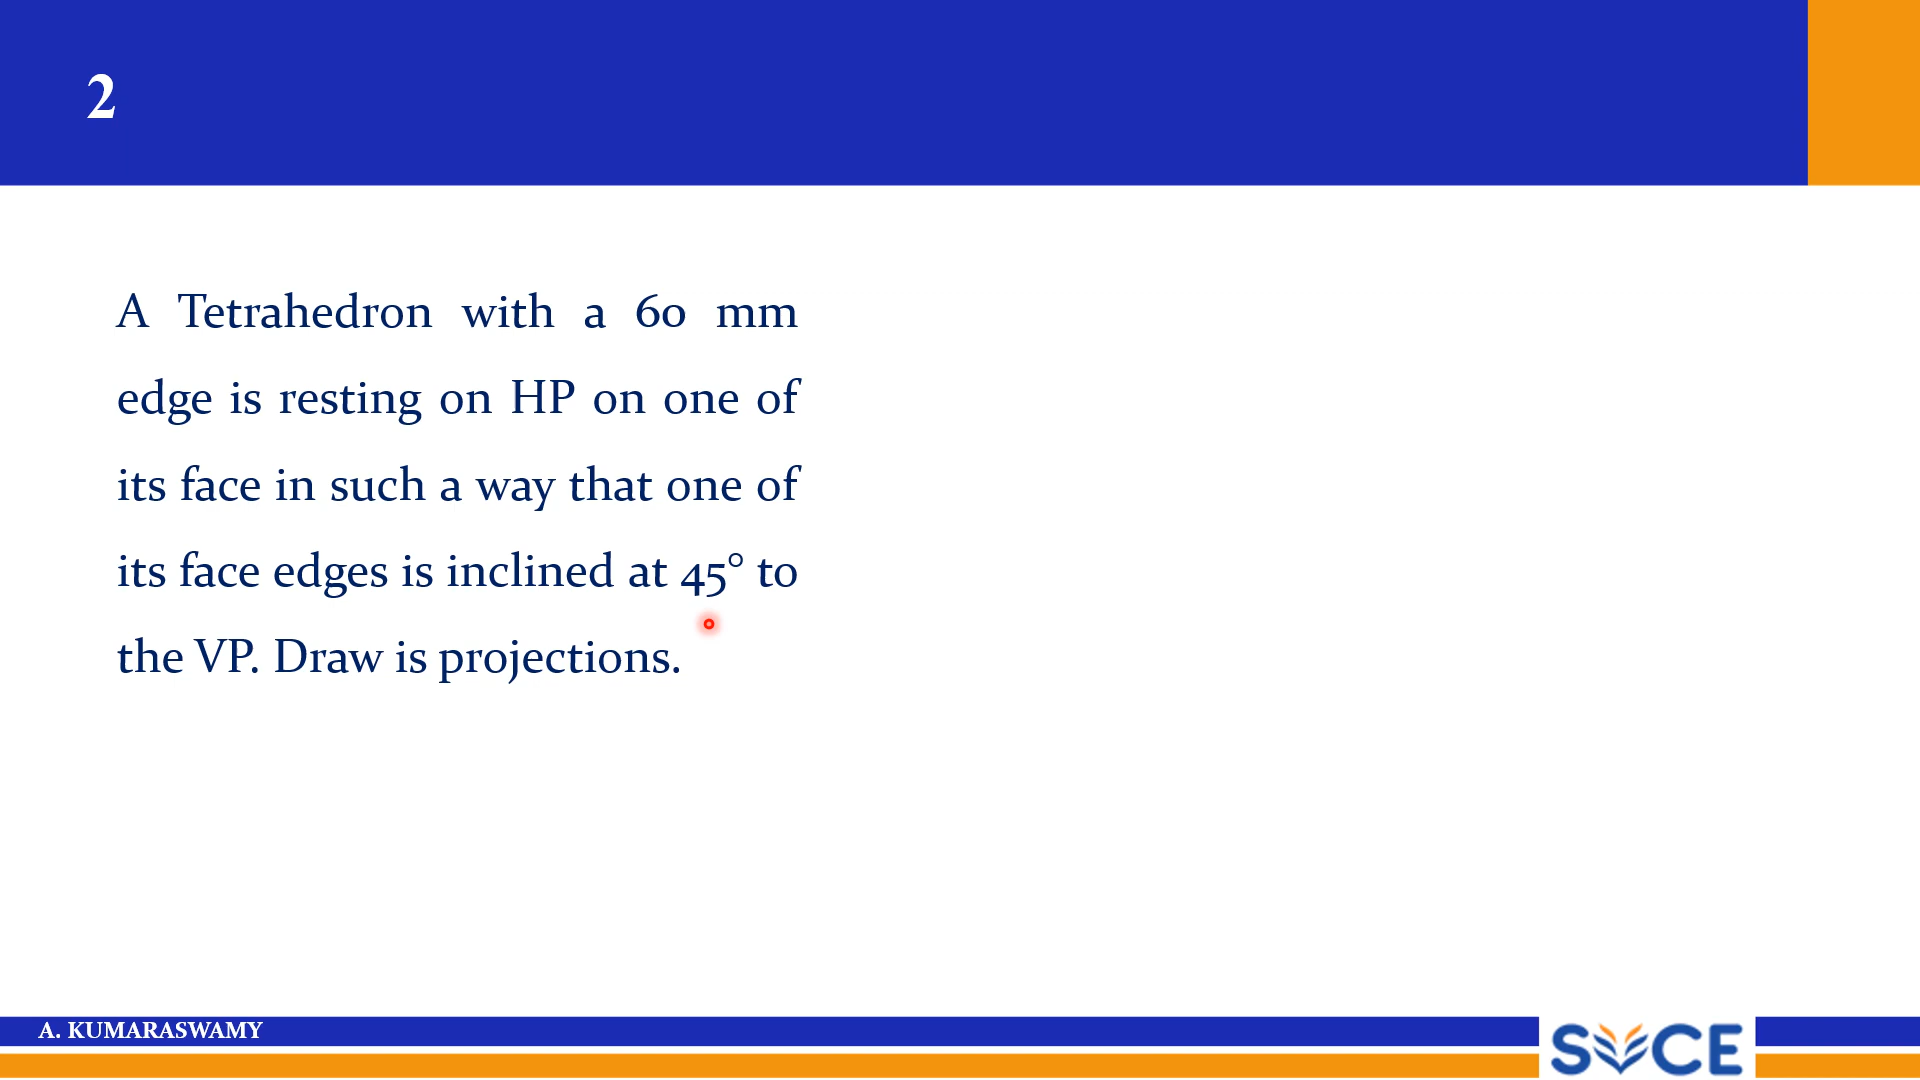 2
A Tetrahedron with a 60 mm
edge is resting on HP on one of
its face in such a way that one of
its face edges is inclined at 45° to
the VP. Draw is projections.
A. KUMARASWAMY
SVCE